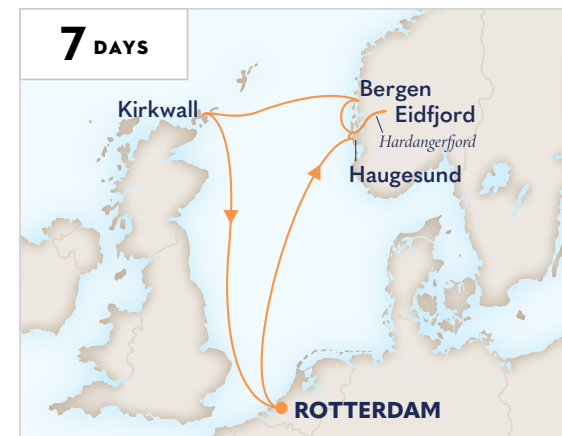 7 DAYS
Bergen
Kirkwall
Eidfjord
Hardangerfjord
Haugesund
ROTTERDAM